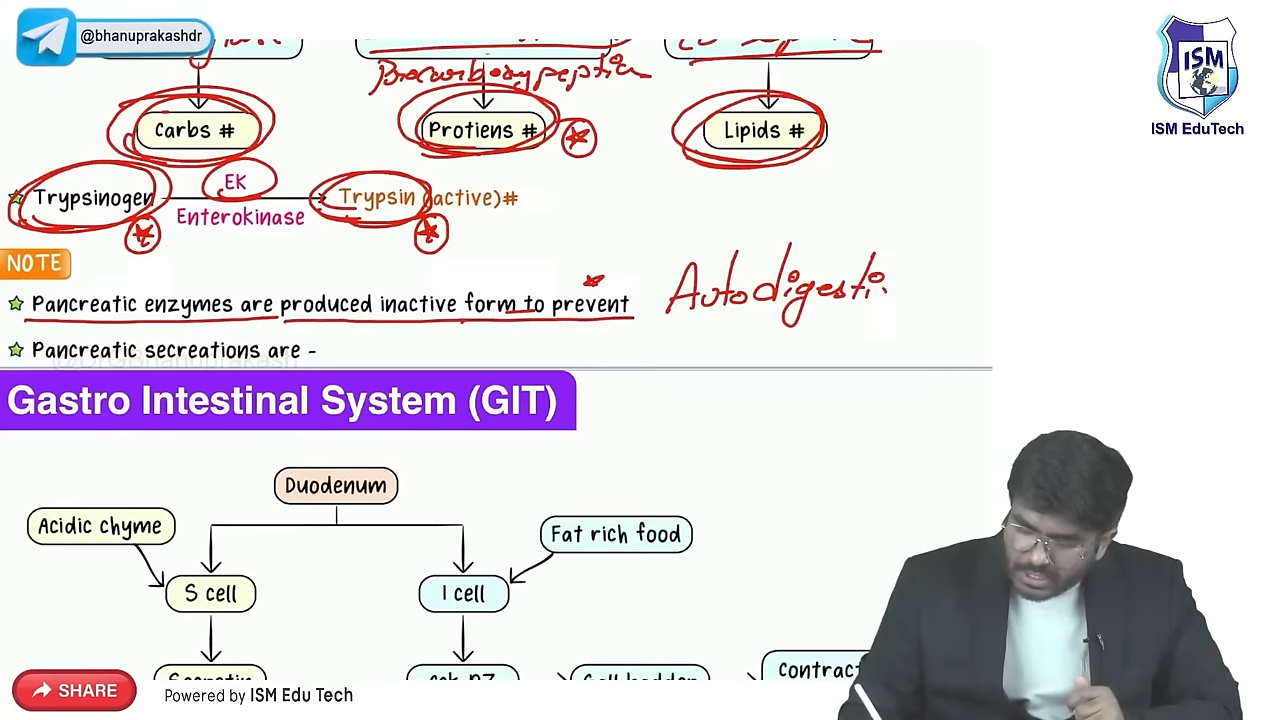 @bhanuprakashdr
ISM
ISM EduTech
Carbs #
Protiens #
Lipids #
Trypsinogen
EK
Enterokinase
Trypsin (active)#
NOTE
Pancreatic enzymes are produced inactive form to prevent
Autodigesti
Pancreatic secreations are -
Gastro Intestinal System (GIT)
Duodenum
Acidic chyme
Fat rich food
S cell
I cell
SHARE
Powered by ISM Edu Tech